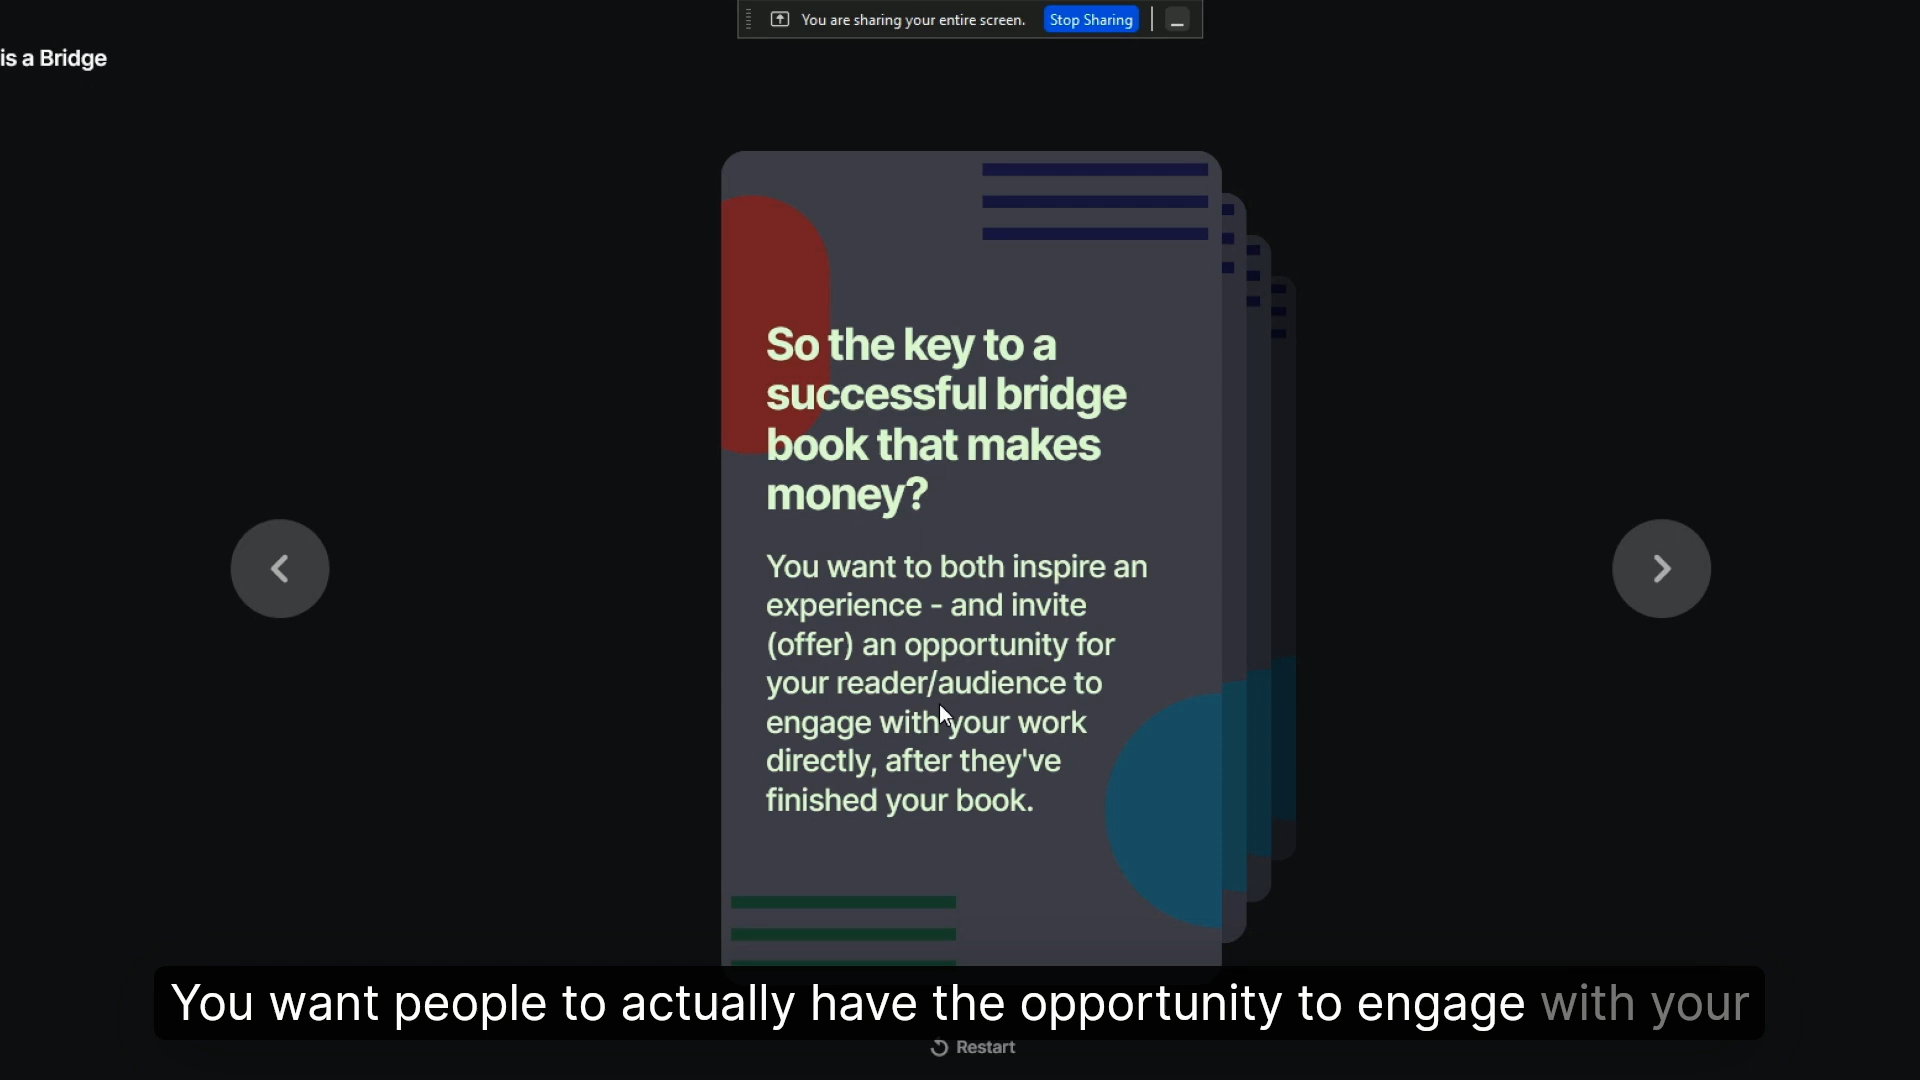 You are sharing your entire screen. Stop Sharing
is a Bridge
So the key to a
successful bridge
book that makes
money?
You want to both inspire an
experience - and invite
(offer) an opportunity for
your reader/audience to
engage with your work
directly, after they've
finished your book.
You want people to actually have the opportunity to engage with your
Restart